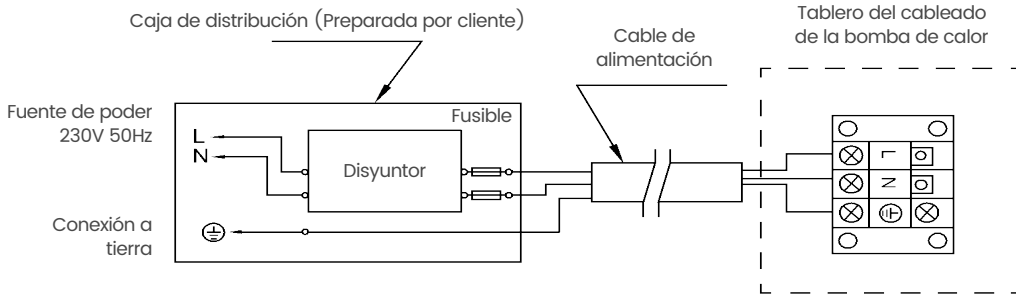 Caja de distribución (Preparada por cliente)
Cable de
alimentación
Tablero del cableado
de la bomba de calor
Fuente de poder
230V 50Hz
Fusible
L
N
Disyuntor
Conexión a
tierra
L
N